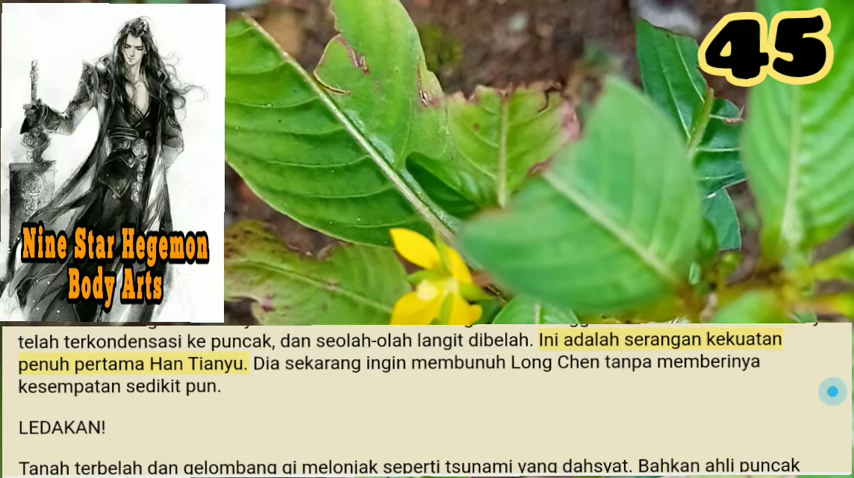 45
Nine Star Hegemon
Body Arts
telah terkondensasi ke puncak, dan seolah-olah langit dibelah. Ini adalah serangan kekuatan
penuh pertama Han Tianyu. Dia sekarang ingin membunuh Long Chen tanpa memberinya
kesempatan sedikit pun.
LEDAKAN!
Tanah terbelah dan gelombang qi melonjak seperti tsunami yang dahsyat. Bahkan ahli puncak